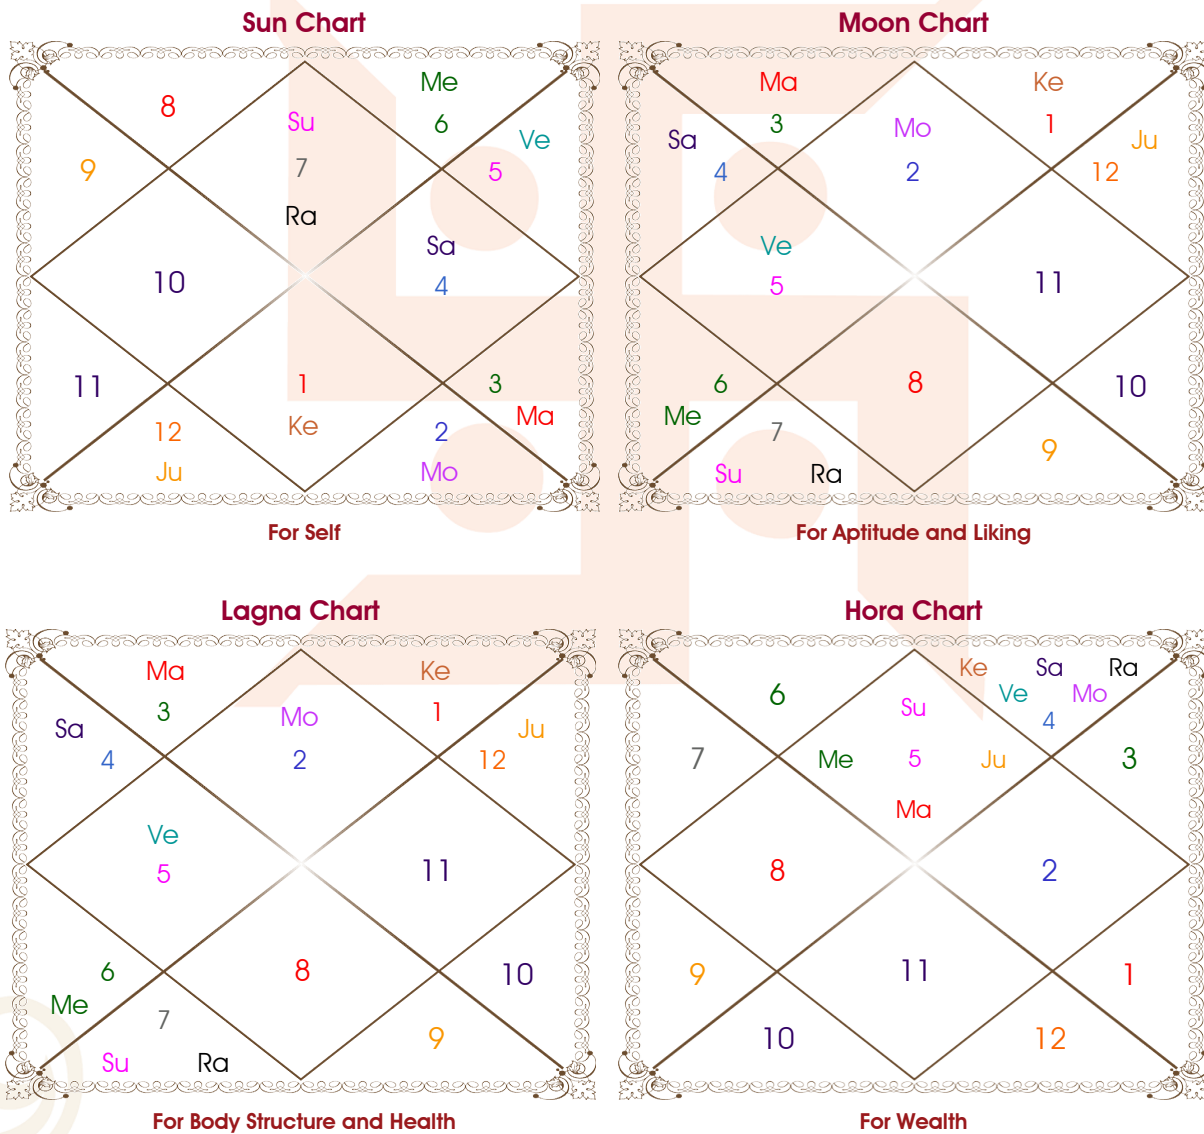 Sun Chart
Me
8
Su
6
Ve
9
7
5
Ra
Sa
10
4
11
1
3
Ke
Ma
12
2
Ju
Mo
For Self
Moon Chart
Ma
Ke
3
Mo
1
Sa
Ju
4
2
12
Ve
5
11
6
8
10
Me
7
9
Su
Ra
For Aptitude and Liking
Lagna Chart
Ma
Ke
3
Mo
1
Sa
Ju
4
2
12
Ve
5
11
6
8
10
Me
7
9
Su
Ra
For Body Structure and Health
Hora Chart
Ke
Sa
Ra
6
Ve
Mo
Su
4
7
Me
5
Ju
3
Ma
8
2
9
11
1
10
12
For Wealth